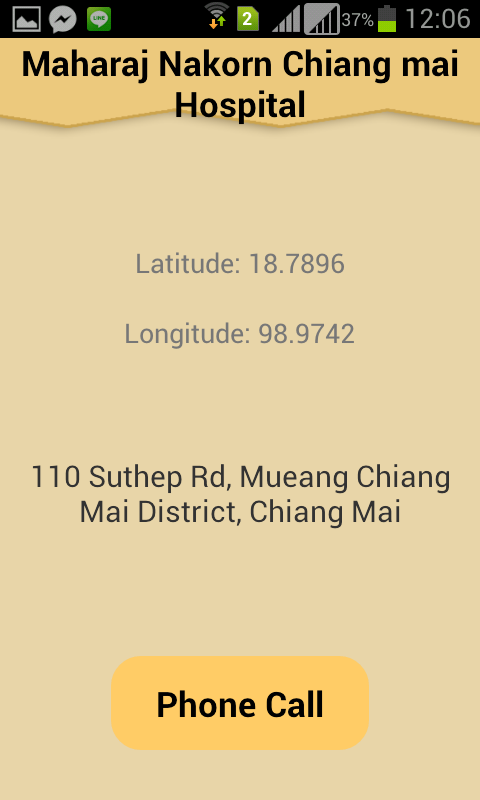 2 37% 12:06
Maharaj Nakorn Chiang mai
Hospital
Latitude: 18.7896
Longitude: 98.9742
110 Suthep Rd, Mueang Chiang
Mai District, Chiang Mai
Phone Call